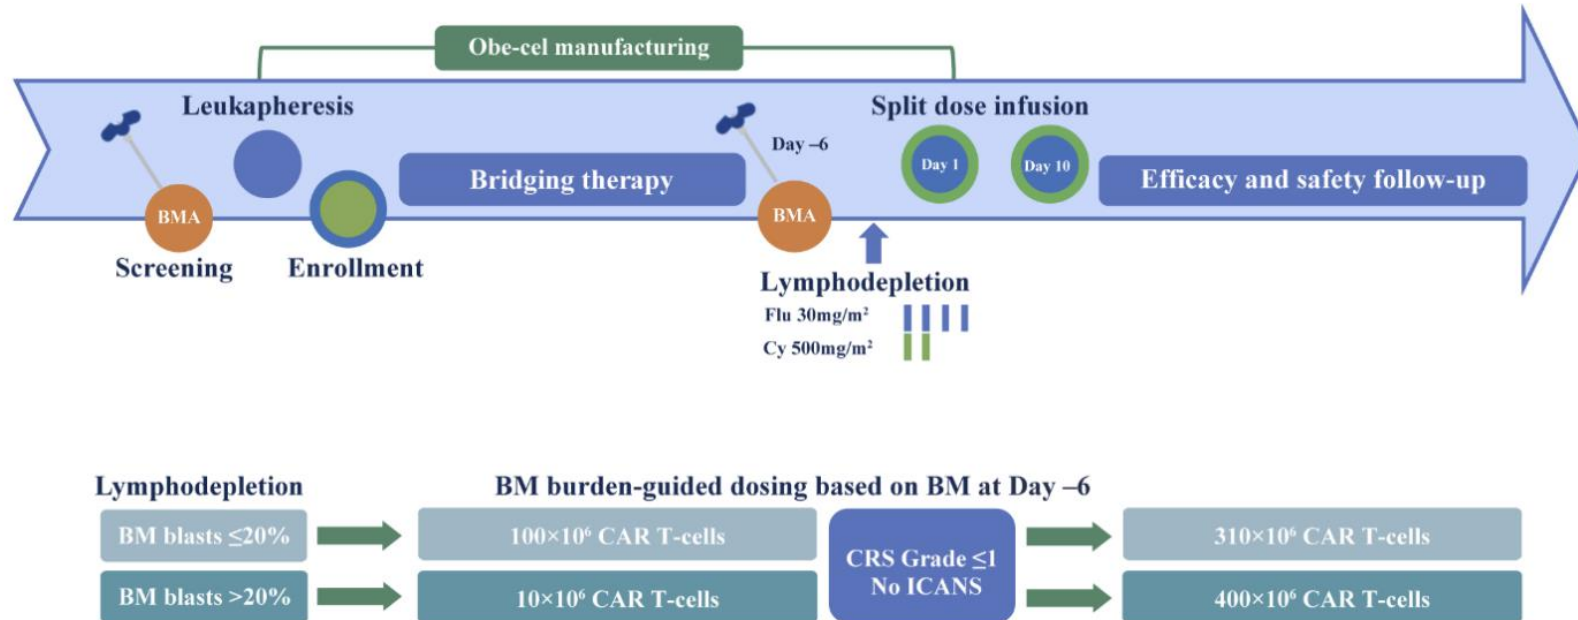 Obe-cel manufacturing
Leukapheresis
Split dose infusion
Day –6
Day 1
Day 10
Bridging therapy
Efficacy and safety follow-up
BMA
BMA
Screening
Enrollment
Lymphodepletion
Flu 30mg/m²
Cy 500mg/m²
Lymphodepletion
BM burden-guided dosing based on BM at Day –6
BM blasts ≤20%
100×10⁶ CAR T-cells
CRS Grade ≤1
No ICANS
310×10⁶ CAR T-cells
BM blasts >20%
10×10⁶ CAR T-cells
400×10⁶ CAR T-cells